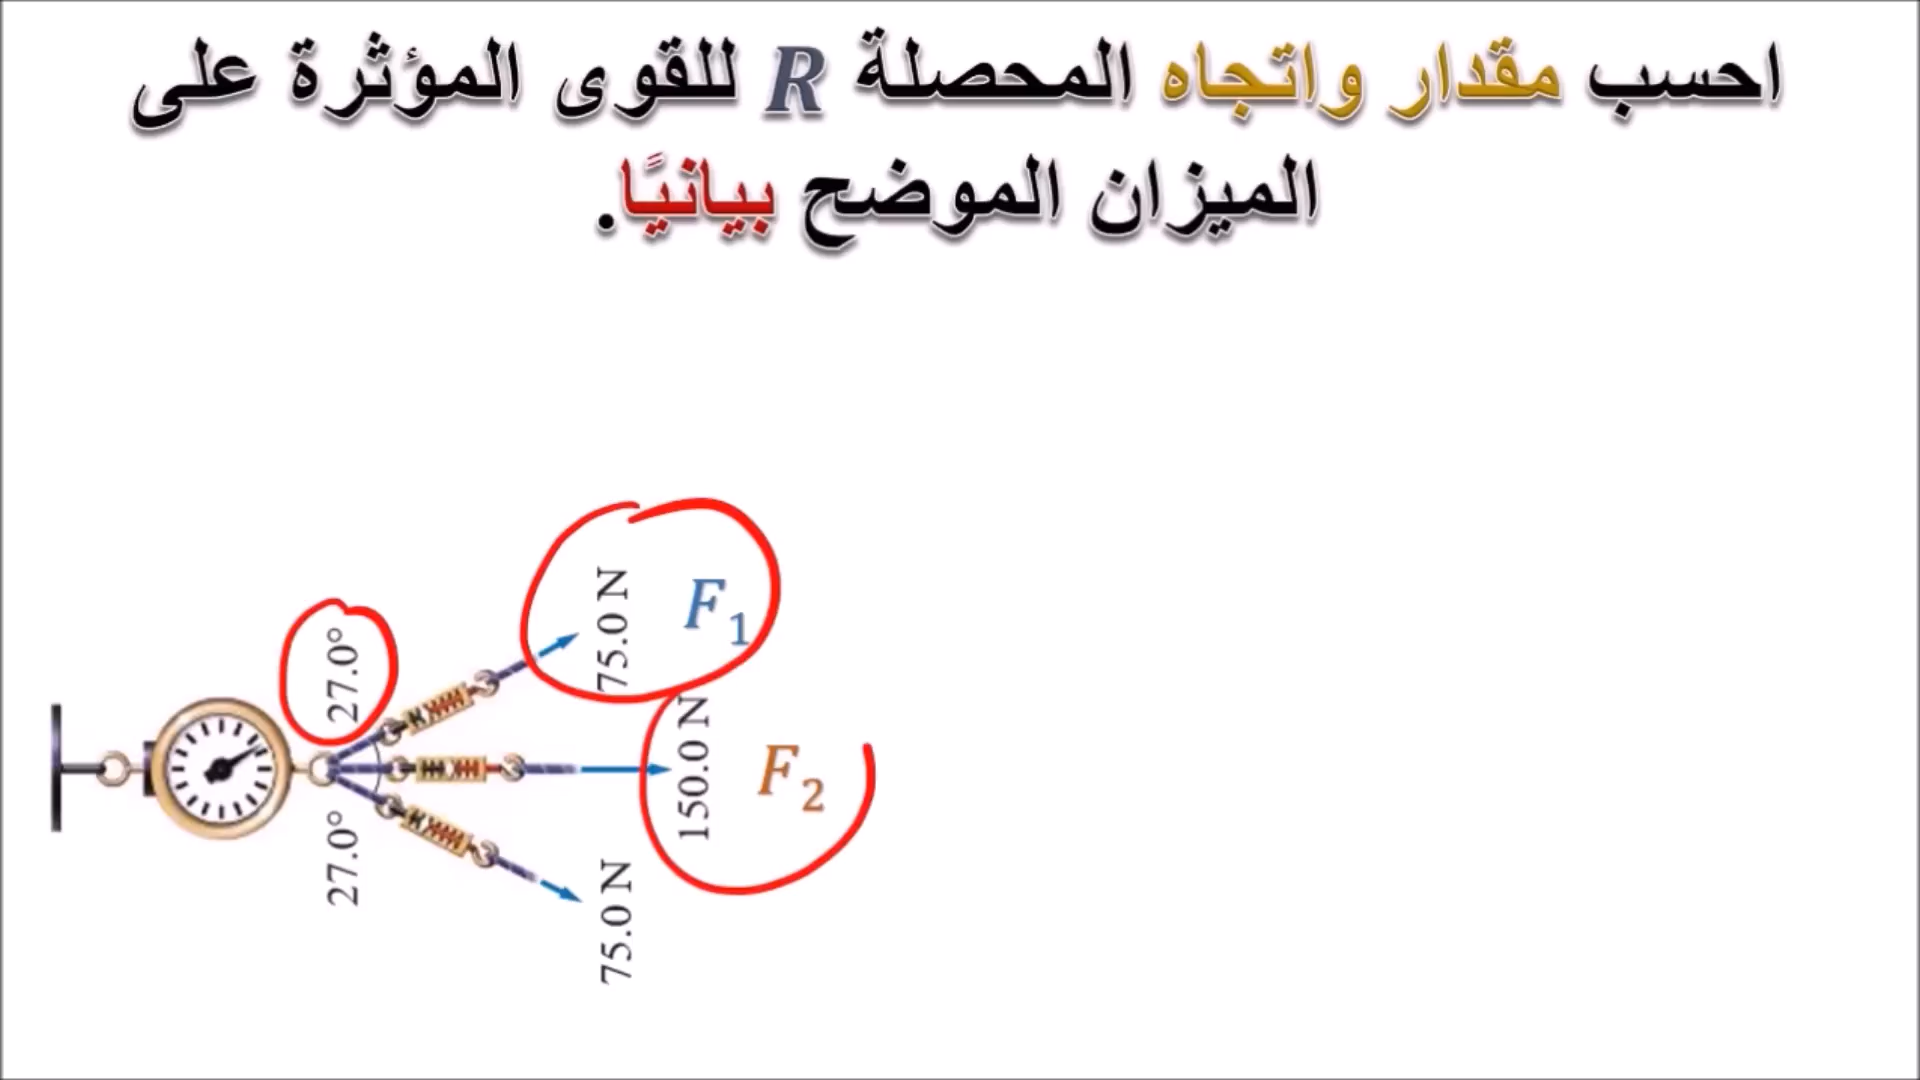 احسب مقدار واتجاه المحصلة R للقوى المؤثرة على
الميزان الموضح بيانيًا.
75.0 N
F1
27.0°
150.0 N
F2
27.0°
75.0 N